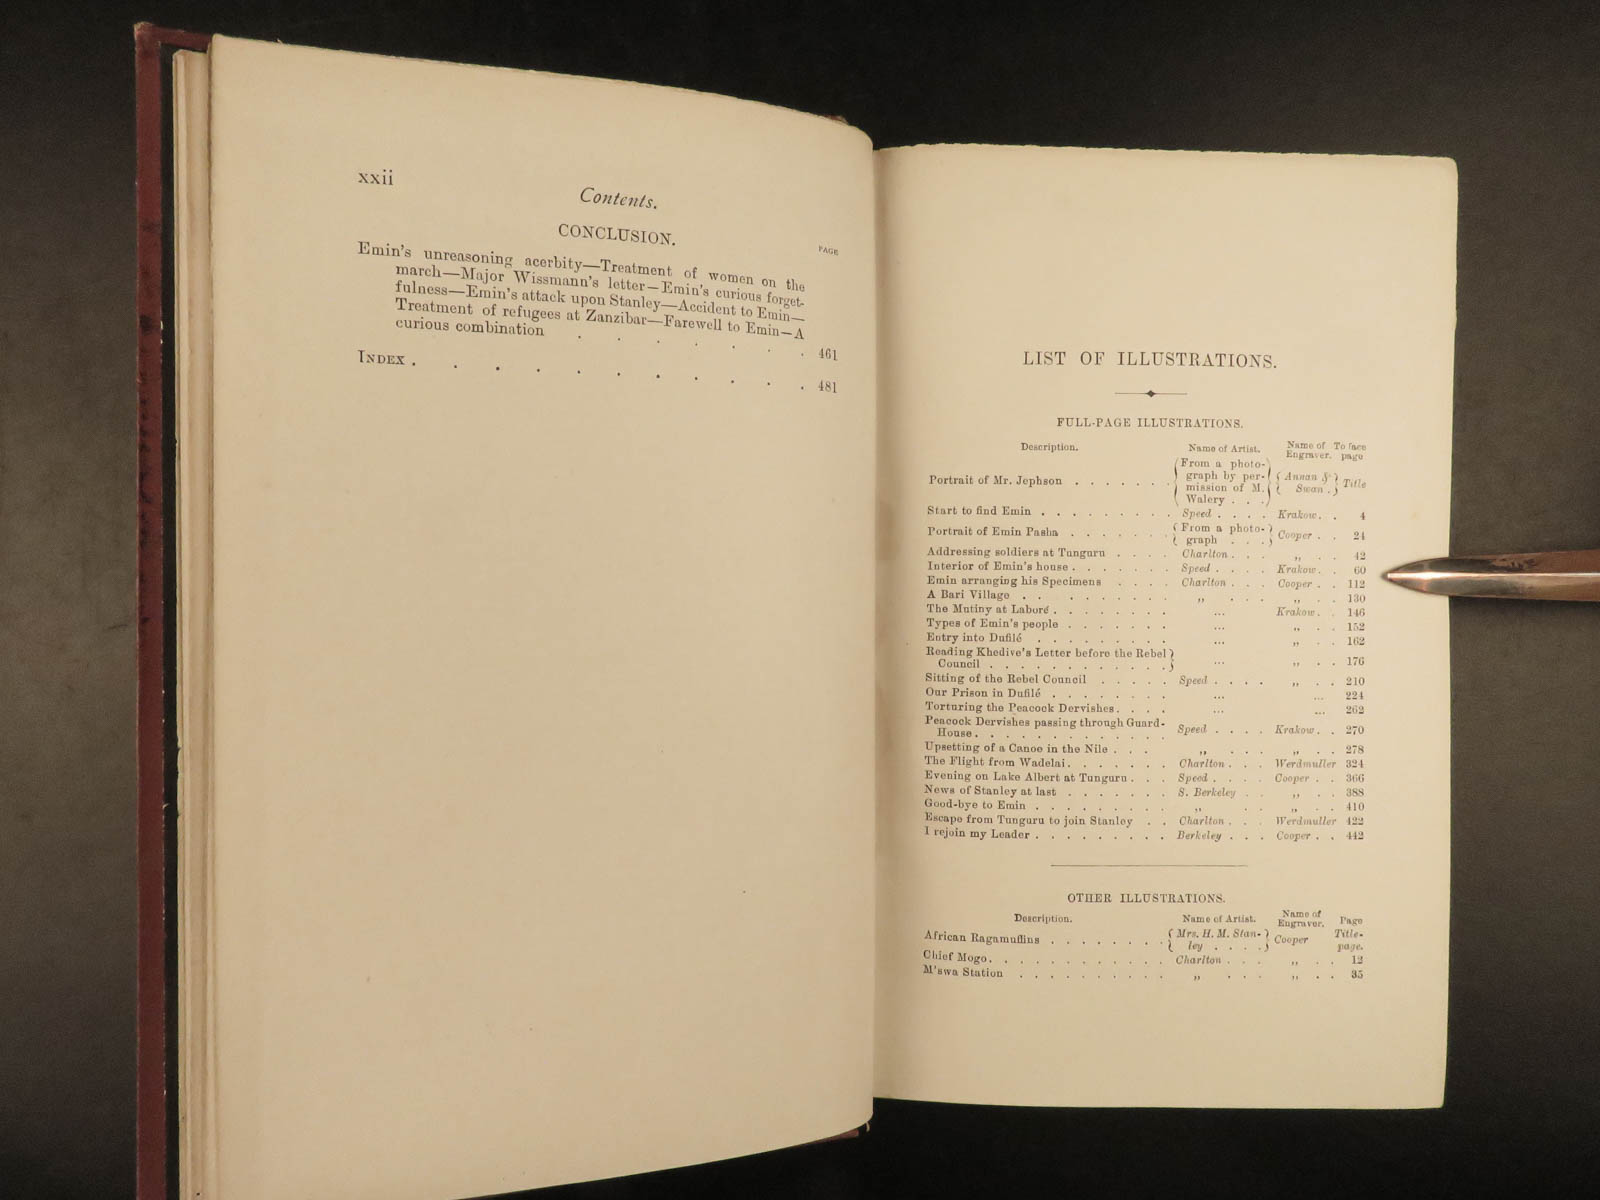 xxii
Contents.
CONCLUSION.
PAGE
Emin's unreasoning acerbity—Treatment of women on the
march—Major Wissmann's letter—Emin's curious forget-
fulness—Emin's attack upon Stanley—Accident to Emin—
Treatment of refugees at Zanzibar—Farewell to Emin—A
curious combination . . . . . . . 461
INDEX . . . . . . . . . . . 481
LIST OF ILLUSTRATIONS.
FULL-PAGE ILLUSTRATIONS.
Description. Name of Artist. Name of Engraver. To face page
Portrait of Mr. Jephson . . . . . . . { From a photo-
graph by per-
mission of M.
Walery . . . } { Annan &
Swan . } Title
Start to find Emin . . . . . . . . . Speed . . . . Krakow . . 4
Portrait of Emin Pasha . . . . . . . { From a photo-
graph . . . } Cooper . . 24
Addressing soldiers at Tunguru . . . . Charlton . . . „ . . 42
Interior of Emin's house . . . . . . . Speed . . . . Krakow . . 60
Emin arranging his Specimens . . . . Charlton . . . Cooper . . 112
A Bari Village . . . . . . . . . „ . . . „ . . 130
The Mutiny at Laboré . . . . . . . . ... Krakow . . 146
Types of Emin's people . . . . . . . ... „ . . 152
Entry into Dufilé . . . . . . . . . ... „ . . 162
Reading Khedive's Letter before the Rebel }
Council . . . . . . . . . . . . } ... „ . . 176
Sitting of the Rebel Council . . . . . Speed . . . . „ . . 210
Our Prison in Dufilé . . . . . . . . ... ... 224
Torturing the Peacock Dervishes . . . . ... ... 262
Peacock Dervishes passing through Guard-
House . . . . . . . . . . . . Speed . . . . Krakow . . 270
Upsetting of a Canoe in the Nile . . . „ . . . „ . . 278
The Flight from Wadelai . . . . . . . Charlton . . . Werdmuller 324
Evening on Lake Albert at Tunguru . . . Speed . . . . Cooper . . 366
News of Stanley at last . . . . . . . S. Berkeley . . „ . . 388
Good-bye to Emin . . . . . . . . . „ . . „ . . 410
Escape from Tunguru to join Stanley . . Charlton . . . Werdmuller 422
I rejoin my Leader . . . . . . . . . Berkeley . . . Cooper . . 442
OTHER ILLUSTRATIONS.
Description. Name of Artist. Name of Engraver. Page
African Ragamuffins . . . . . . . . { Mrs. H. M. Stan-
ley . . . . } Cooper Title-
page.
Chief Mogo . . . . . . . . . . . . Charlton . . . „ . . 12
M'swa Station . . . . . . . . . . „ . . . „ . . 35